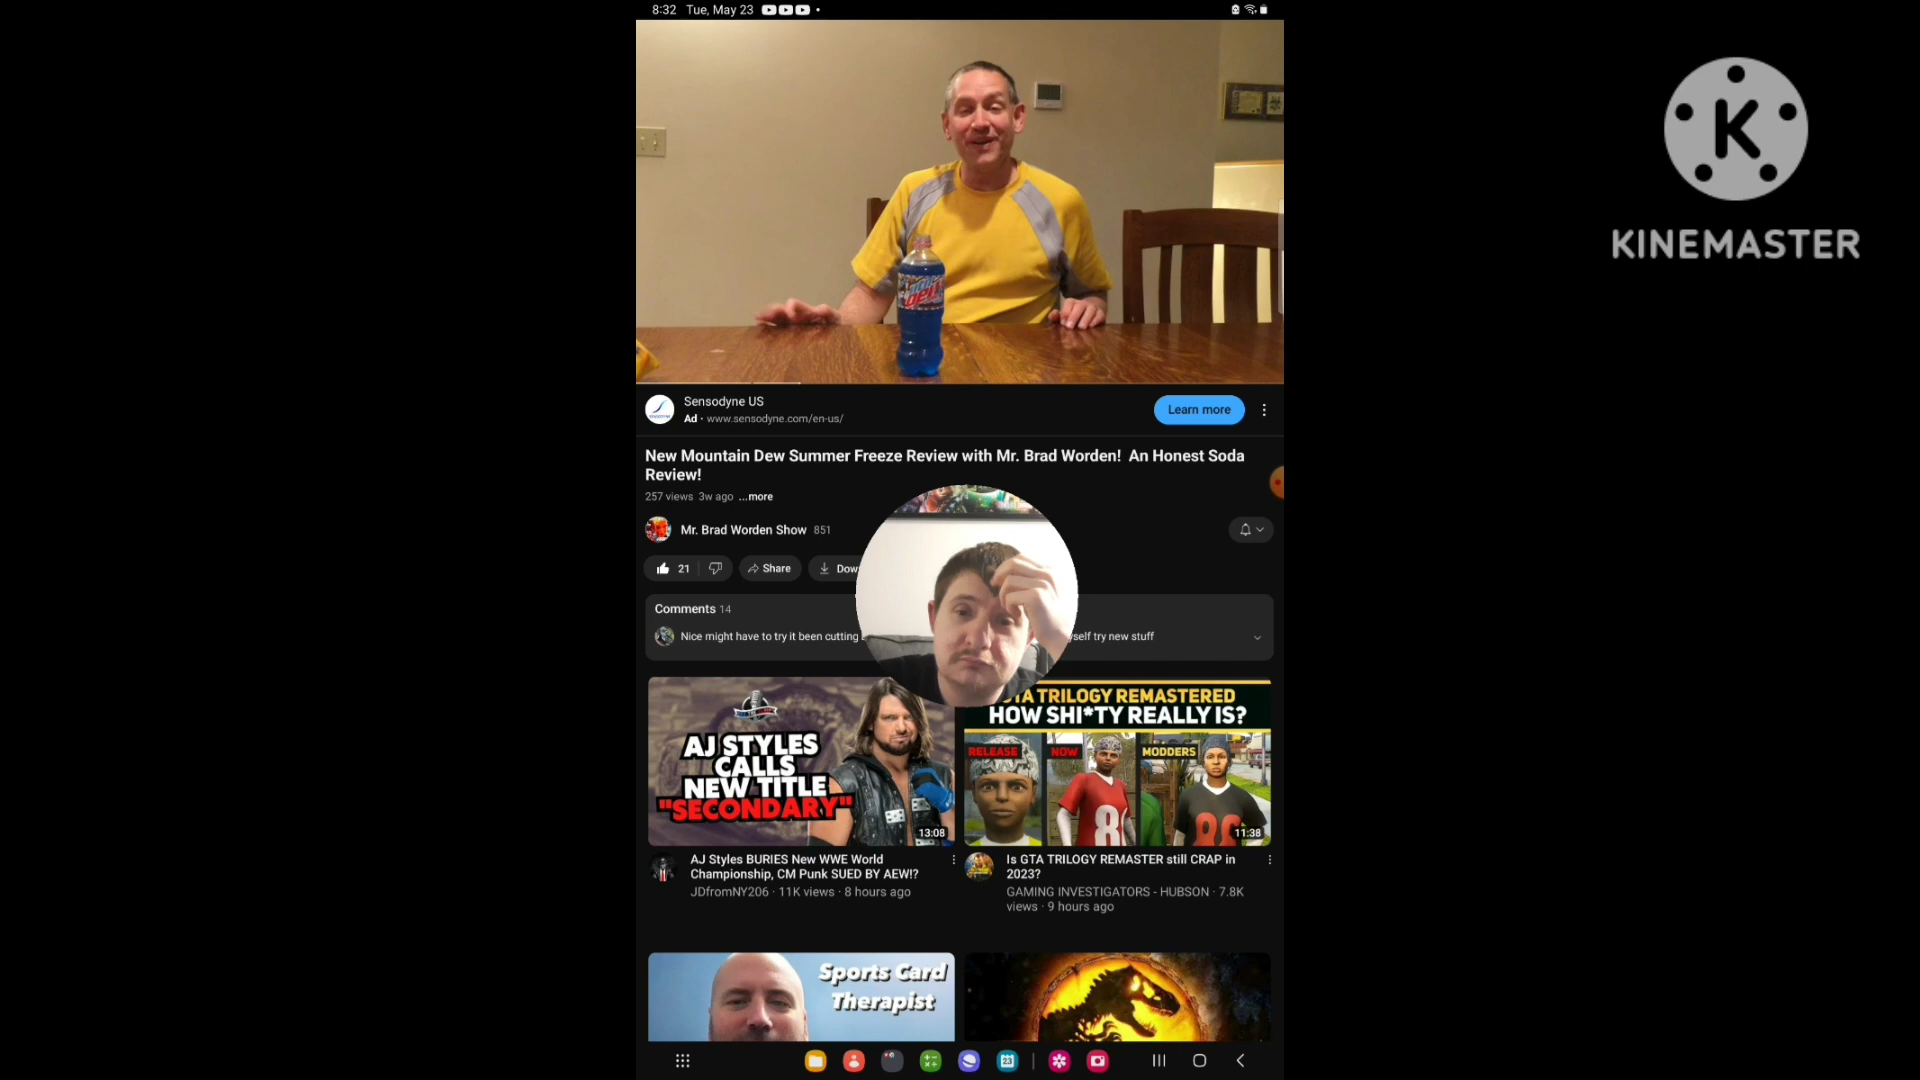 8:32 Tue, May 23
KINEMASTER
Sensodyne US
Ad · www.sensodyne.com/en-us/
Learn more
New Mountain Dew Summer Freeze Review with Mr. Brad Worden! An Honest Soda
Review!
257 views 3w ago ...more
Mr. Brad Worden Show 851
21
Share
Comments 14
Nice might have to try it been cutting
try new stuff
AJ STYLES
CALLS
NEW TITLE
"SECONDARY"
13:08
TRILOGY REMASTERED
HOW SHI*TY REALLY IS?
RELEASE
NOW
MODDERS
11:38
AJ Styles BURIES New WWE World
Championship, CM Punk SUED BY AEW!?
JDfromNY206 · 11K views · 8 hours ago
Is GTA TRILOGY REMASTER still CRAP in
2023?
GAMING INVESTIGATORS - HUBSON · 7.8K
views · 9 hours ago
Sports Card
Therapist
23